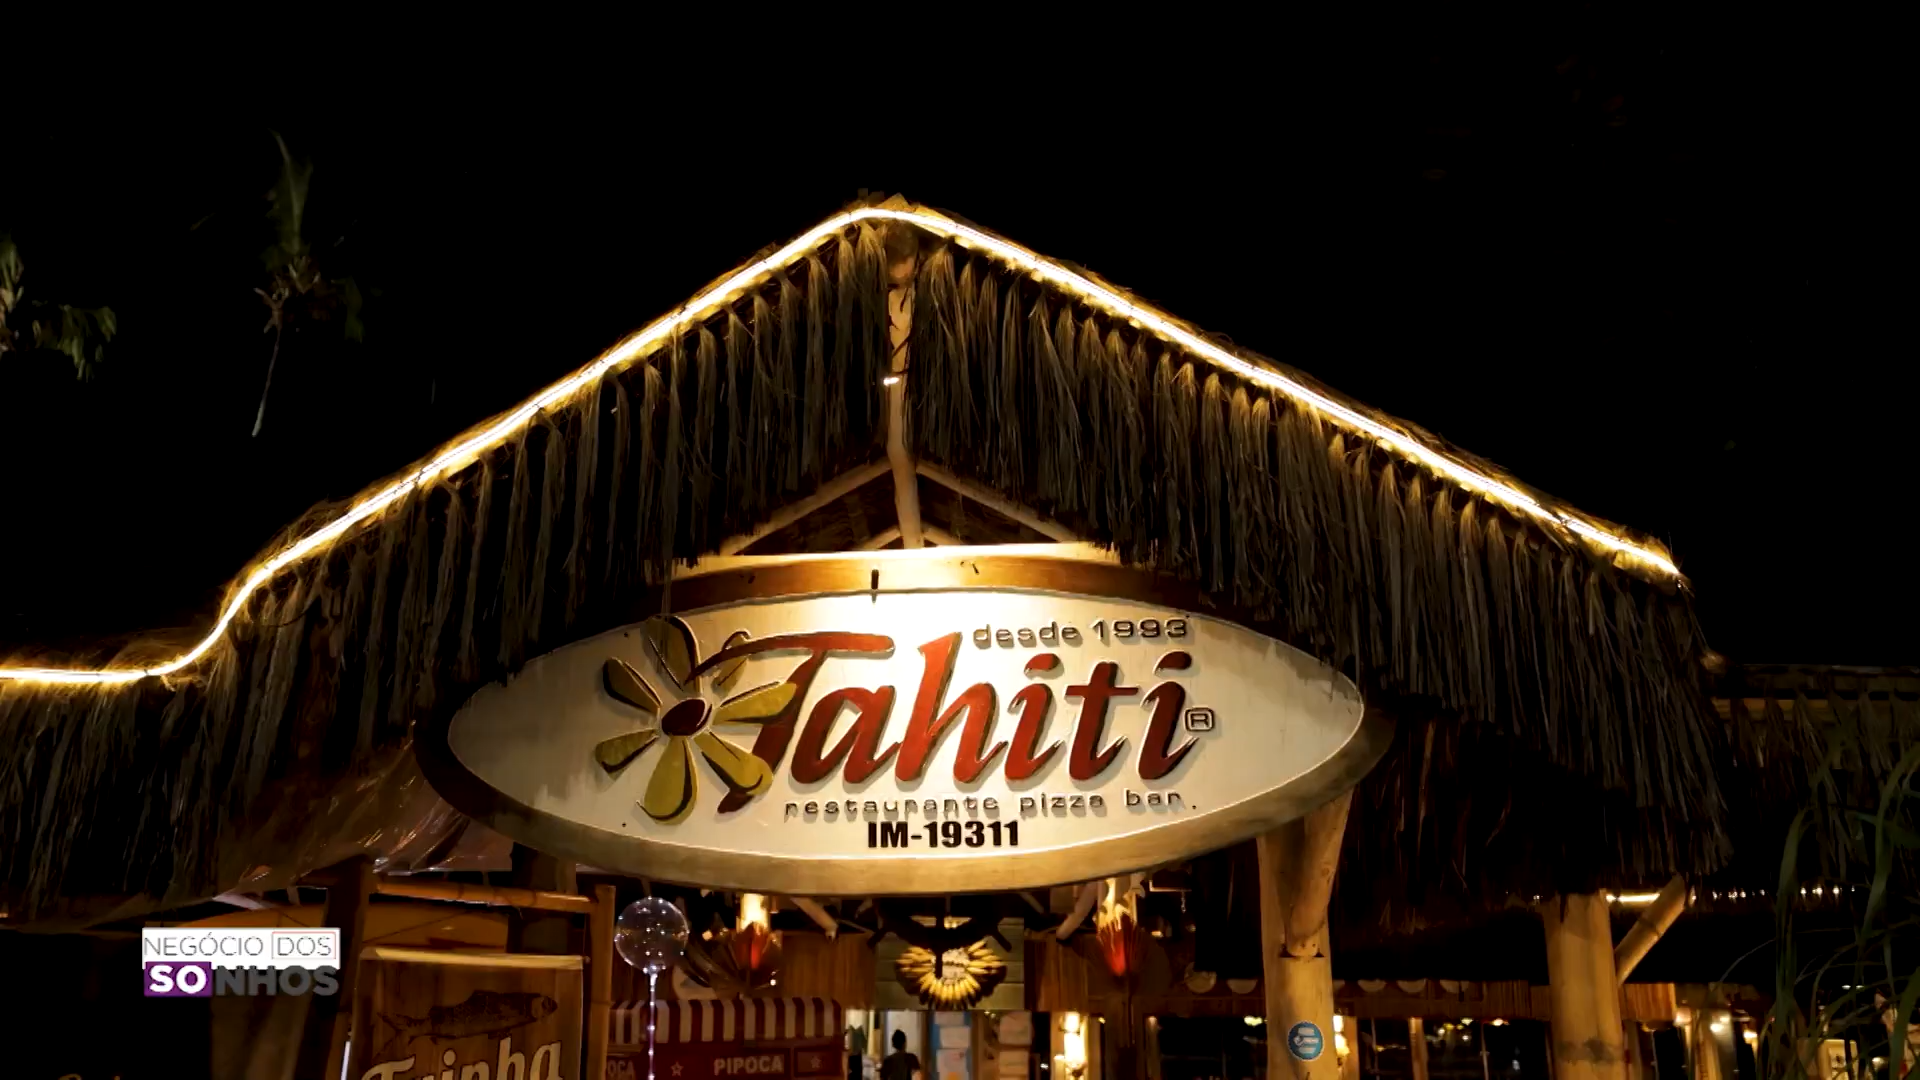 desde 1993
Tahiti ®
restaurante pizza bar.
IM-19311
NEGÓCIO DOS
SONHOS
PIPOCA